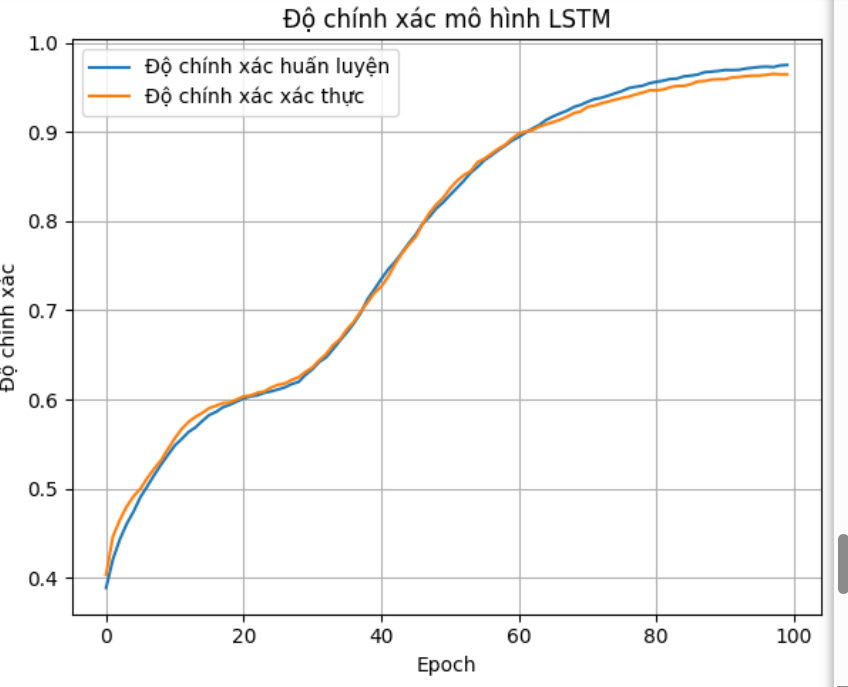 Độ chính xác mô hình LSTM
Độ chính xác huấn luyện
Độ chính xác xác thực
1.0
0.9
0.8
0.7
0.6
0.5
0.4
Độ chính xác
0 20 40 60 80 100
Epoch